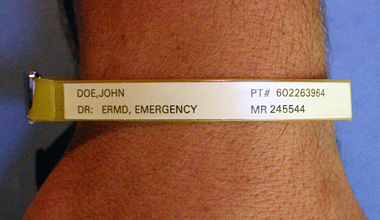 DOE,JOHN PT# 602263964
DR: ERMD, EMERGENCY MR 245544